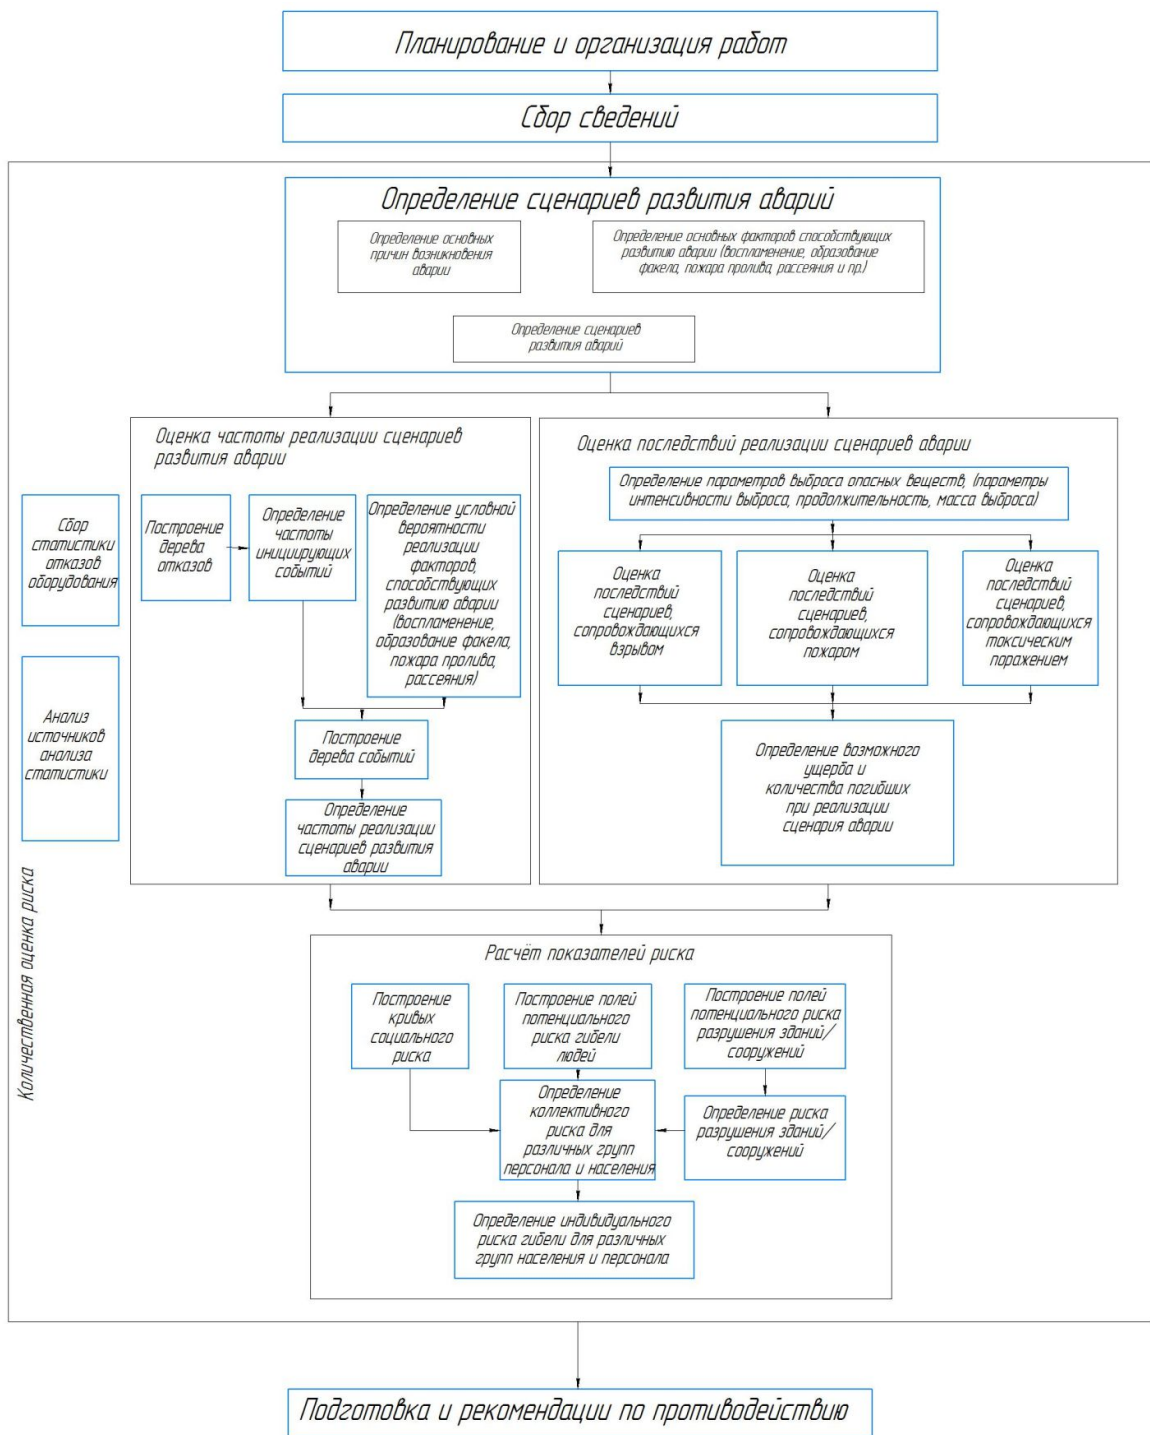 Планирование и организация работ
Сбор сведений
Определение сценариев развития аварий
Определение основных
причин возникновения
аварии
Определение основных факторов способствующих
развитию аварии (воспламенение, образование
факела, пожара пролива, рассеяния и пр.)
Определение сценариев
развития аварий
Оценка частоты реализации сценариев
развития аварии
Сбор
статистики
отказов
оборудования
Анализ
источников
анализа
статистики
Построение
дерева
отказов
Определение
частоты
инициирующих
событий
Определение условной
вероятности
реализации
факторов,
способствующих
развитию аварии
(воспламенение,
образование факела,
пожара пролива,
рассеяния)
Построение
дерева событий
Определение
частоты реализации
сценариев развития
аварии
Оценка последствий реализации сценариев аварии
Определение параметров выброса опасных веществ, (параметры
интенсивности выброса, продолжительность, масса выброса)
Оценка
последствий
сценариев,
сопровождающихся
взрывом
Оценка
последствий
сценариев,
сопровождающихся
пожаром
Оценка
последствий
сценариев,
сопровождающихся
токсическим
поражением
Определение возможного
ущерба и
количества погибших
при реализации
сценария аварии
Количественная оценка риска
Расчёт показателей риска
Построение
кривых
социального
риска
Построение полей
потенциального
риска гибели
людей
Построение полей
потенциального риска
разрушения зданий/
сооружений
Определение
коллективного
риска для
различных групп
персонала и населения
Определение риска
разрушения зданий/
сооружений
Определение индивидуального
риска гибели для различных
групп населения и персонала
Подготовка и рекомендации по противодействию